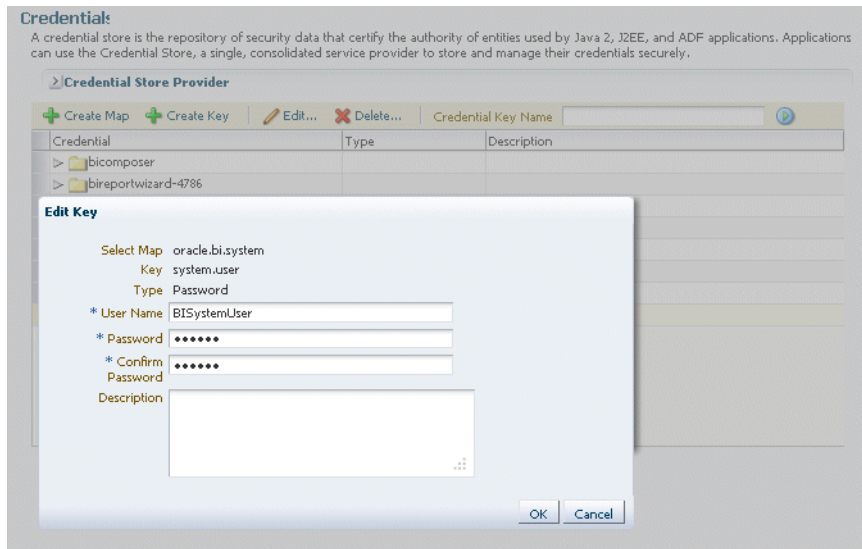 Credentials
A credential store is the repository of security data that certify the authority of entities used by Java 2, J2EE, and ADF applications. Applications
can use the Credential Store, a single, consolidated service provider to store and manage their credentials securely.
Credential Store Provider
Create Map Create Key Edit... Delete... Credential Key Name
Credential Type Description
bicomposer
bireportwizard-4786
Edit Key
Select Map oracle.bi.system
Key system.user
Type Password
* User Name BISystemUser
* Password ••••••
* Confirm ••••••
Password
Description
OK Cancel